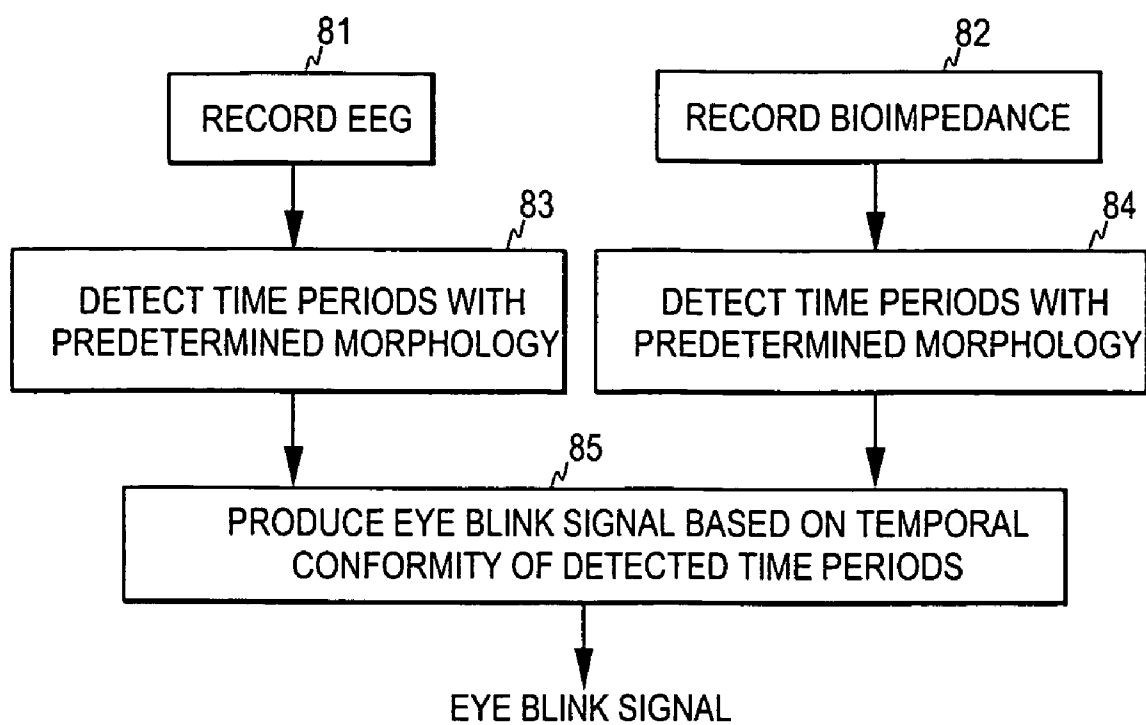 81
82
RECORD EEG
RECORD BIOIMPEDANCE
83
84
DETECT TIME PERIODS WITH
PREDETERMINED MORPHOLOGY
DETECT TIME PERIODS WITH
PREDETERMINED MORPHOLOGY
85
PRODUCE EYE BLINK SIGNAL BASED ON TEMPORAL
CONFORMITY OF DETECTED TIME PERIODS
EYE BLINK SIGNAL